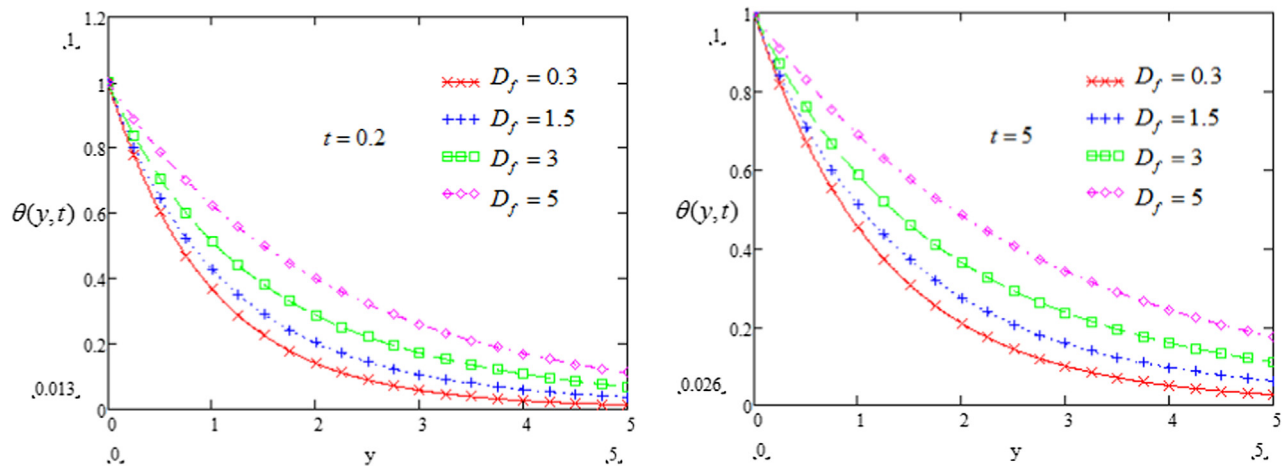 1.2
1
1
0.8
0.6
0.4
0.2
0
0.013
θ(y,t)
D_f = 0.3
D_f = 1.5
D_f = 3
D_f = 5
t = 0.2
0 1 2 3 4 5
0 y 5
1
1
0.8
0.6
0.4
0.2
0
0.026
θ(y,t)
D_f = 0.3
D_f = 1.5
D_f = 3
D_f = 5
t = 5
0 1 2 3 4 5
0 y 5